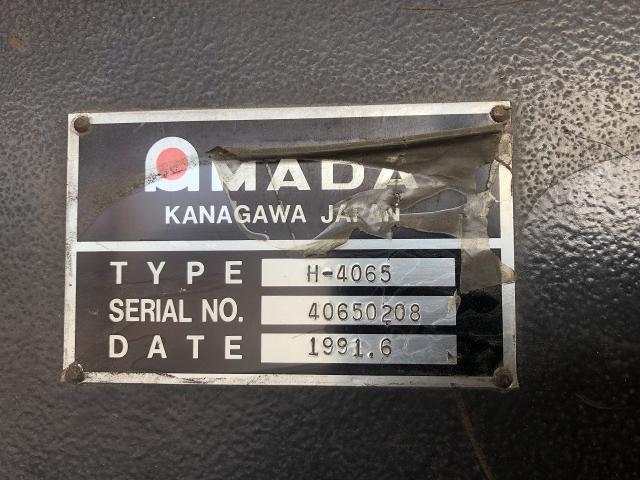 AMADA
KANAGAWA JAPAN
TYPE H-4065
SERIAL NO. 40650208
DATE 1991.6